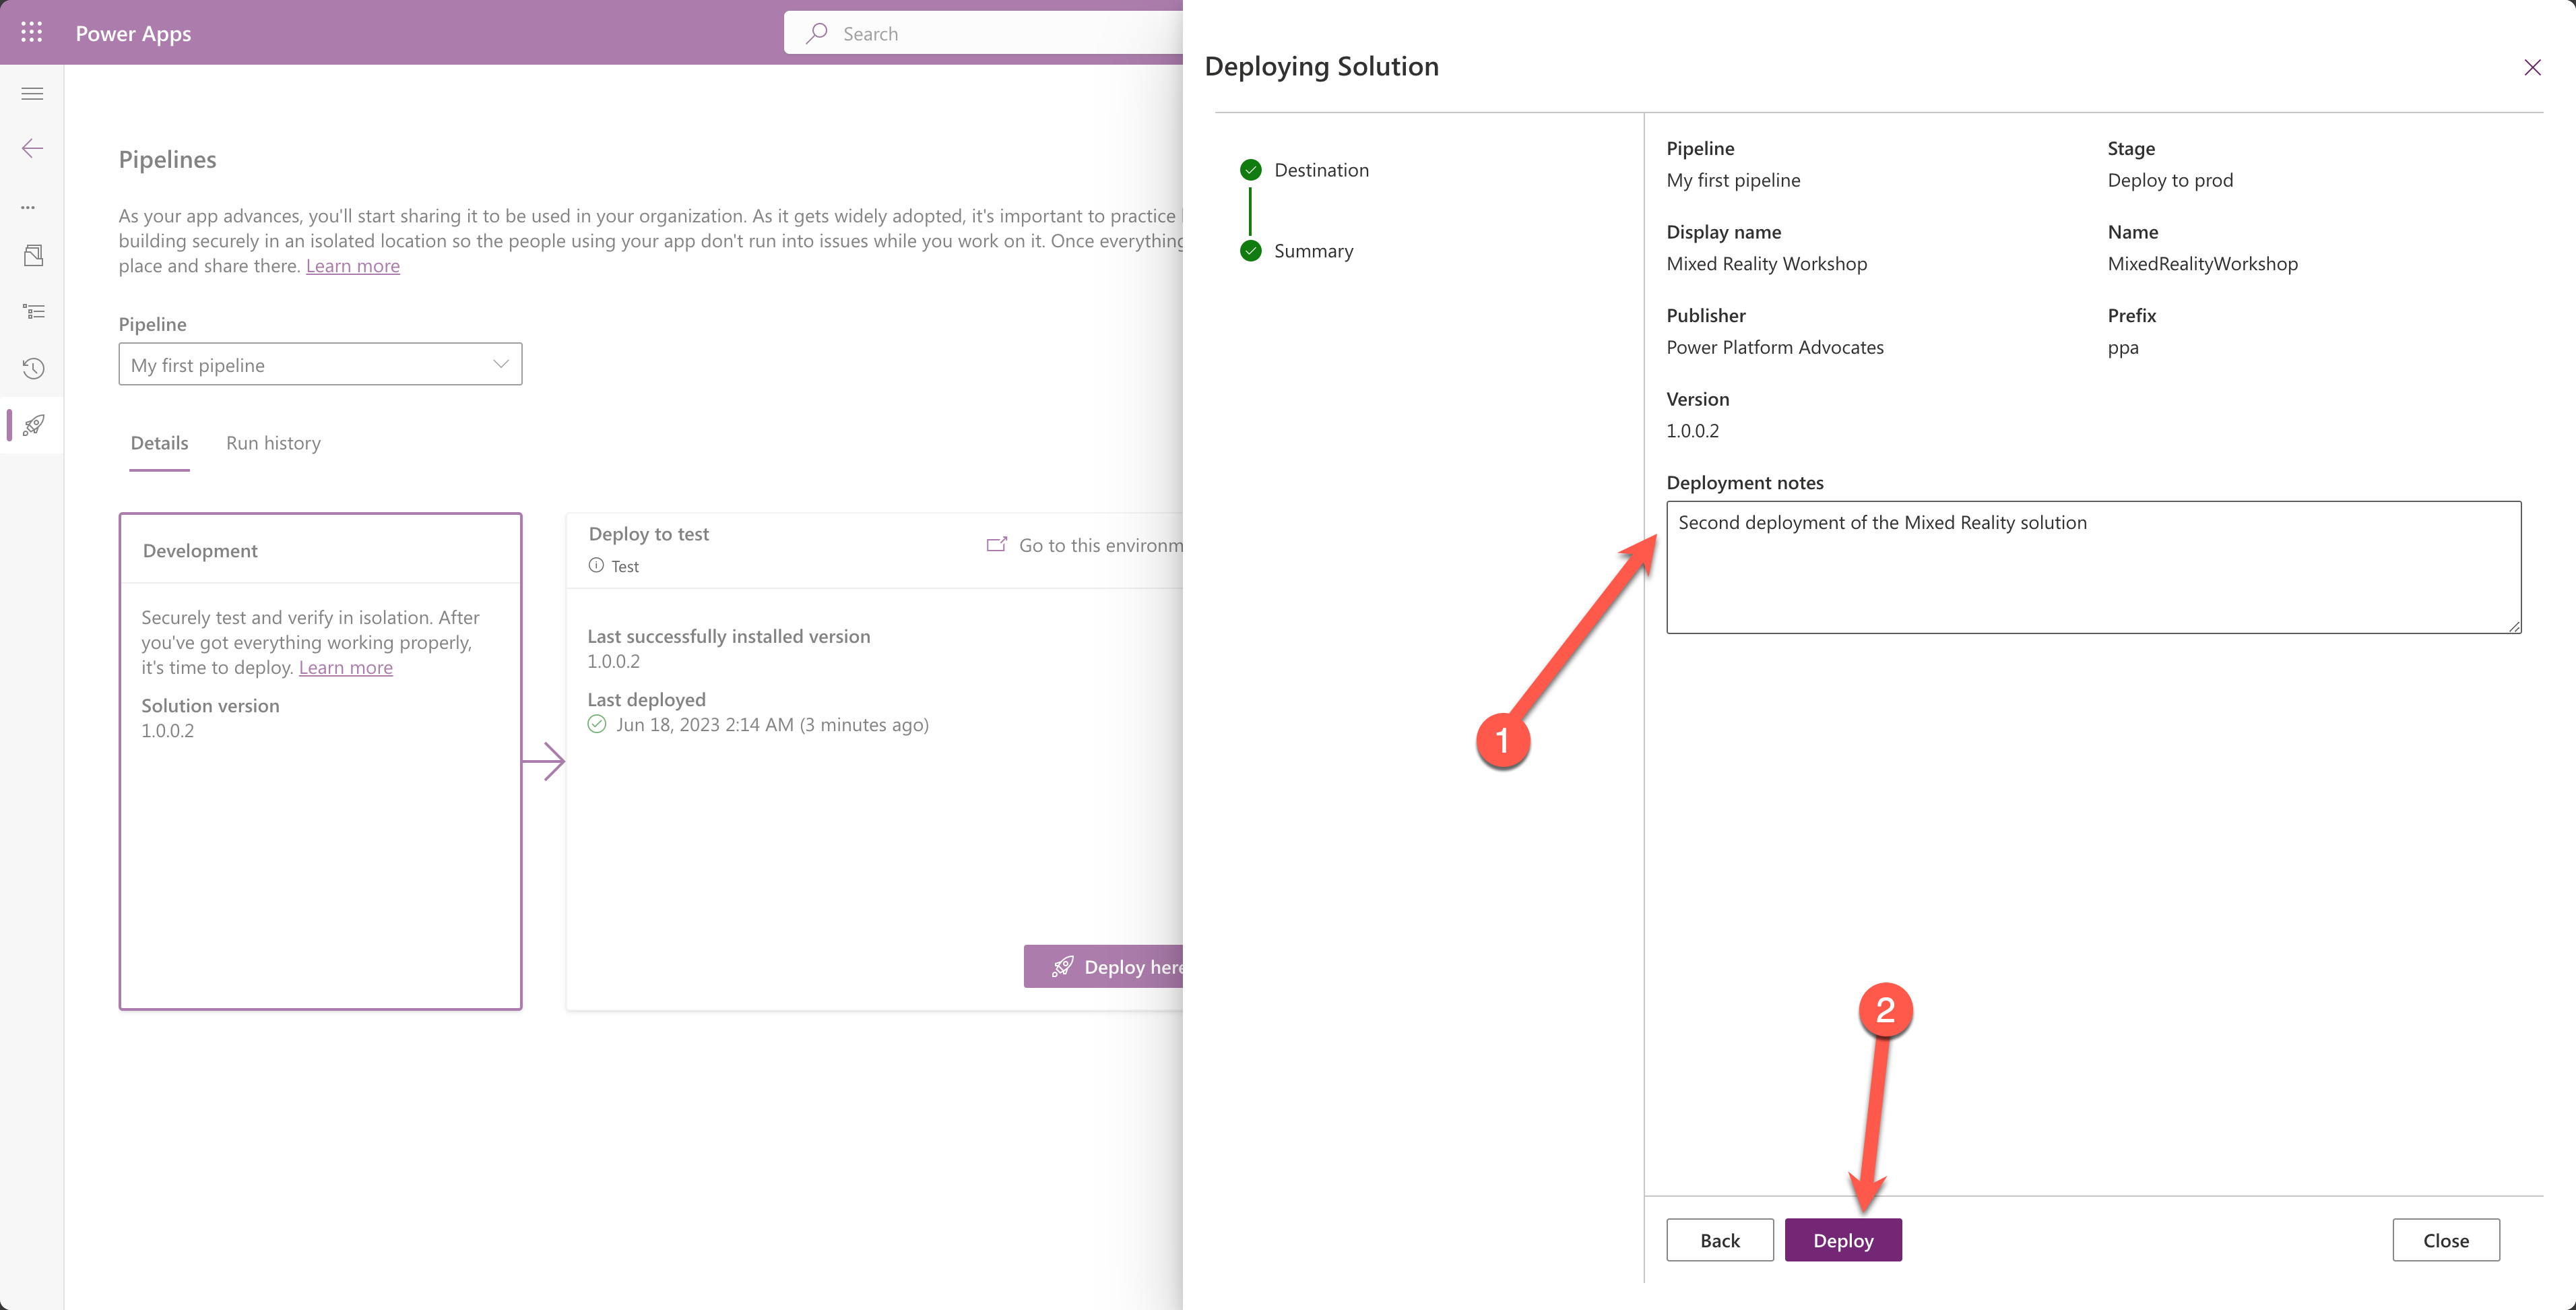 Power Apps
Search
Pipelines
As your app advances, you'll start sharing it to be used in your organization. As it gets widely adopted, it's important to practice
building securely in an isolated location so the people using your app don't run into issues while you work on it. Once everything
place and share there. Learn more
Pipeline
My first pipeline
Details
Run history
Development
Securely test and verify in isolation. After
you've got everything working properly,
it's time to deploy. Learn more
Solution version
1.0.0.2
Deploy to test
Test
Go to this environm
Last successfully installed version
1.0.0.2
Last deployed
Jun 18, 2023 2:14 AM (3 minutes ago)
Deploy here
Deploying Solution
Destination
Summary
Pipeline
My first pipeline
Stage
Deploy to prod
Display name
Mixed Reality Workshop
Name
MixedRealityWorkshop
Publisher
Power Platform Advocates
Prefix
ppa
Version
1.0.0.2
Deployment notes
Second deployment of the Mixed Reality solution
1
2
Back
Deploy
Close